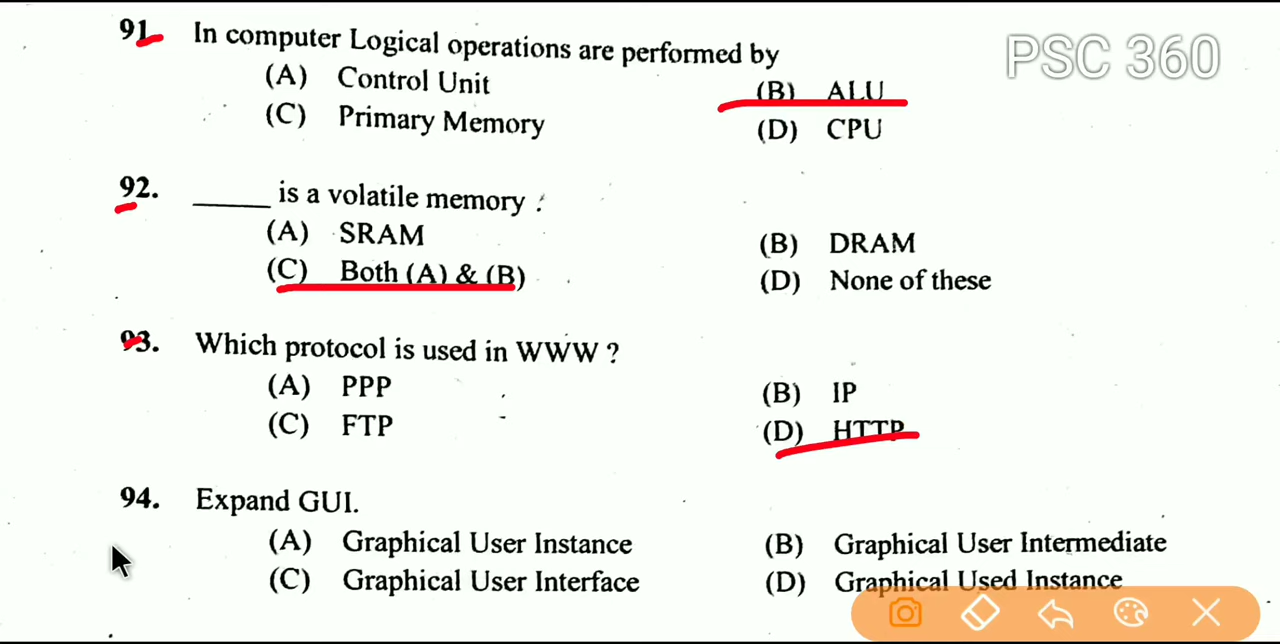 PSC 360
91. In computer Logical operations are performed by
(A) Control Unit
(B) ALU
(C) Primary Memory
(D) CPU
92. _____ is a volatile memory :
(A) SRAM
(B) DRAM
(C) Both (A) & (B)
(D) None of these
93. Which protocol is used in WWW ?
(A) PPP
(B) IP
(C) FTP
(D) HTTP
94. Expand GUI.
(A) Graphical User Instance
(B) Graphical User Intermediate
(C) Graphical User Interface
(D) Graphical Used Instance